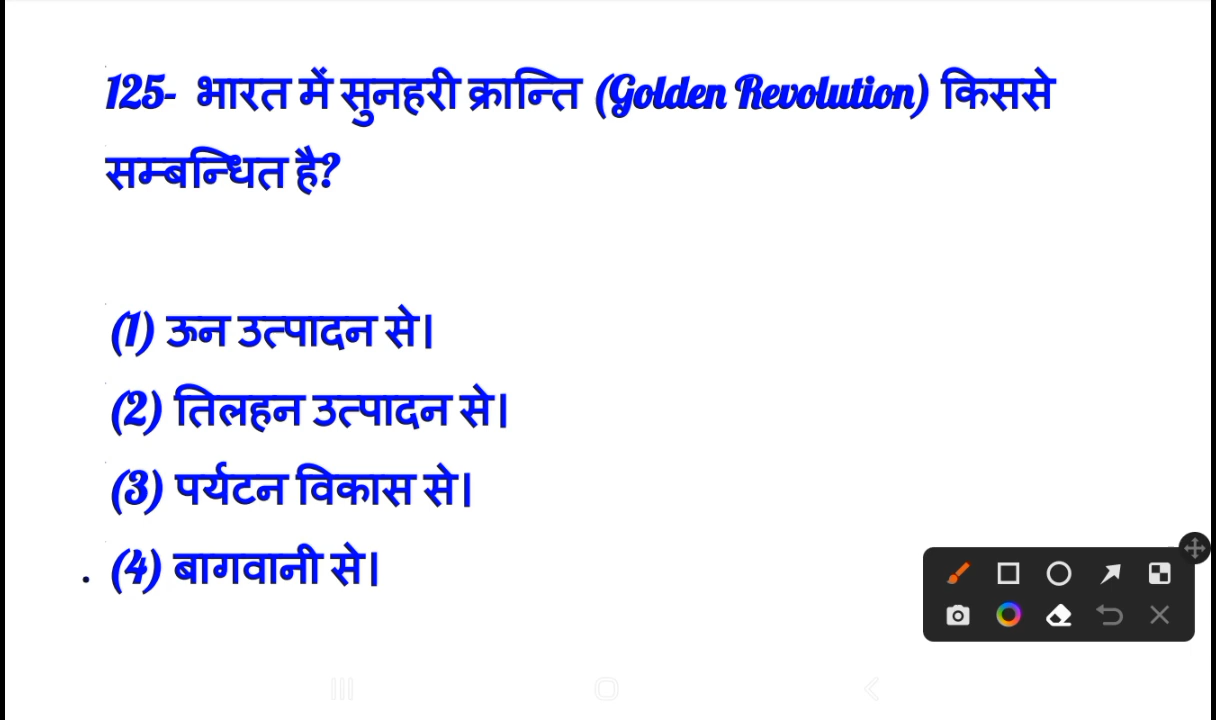 125- भारत में सुनहरी क्रान्ति (Golden Revolution) किससे
सम्बन्धित है?
(1) ऊन उत्पादन से।
(2) तिलहन उत्पादन से।
(3) पर्यटन विकास से।
. (4) बागवानी से।